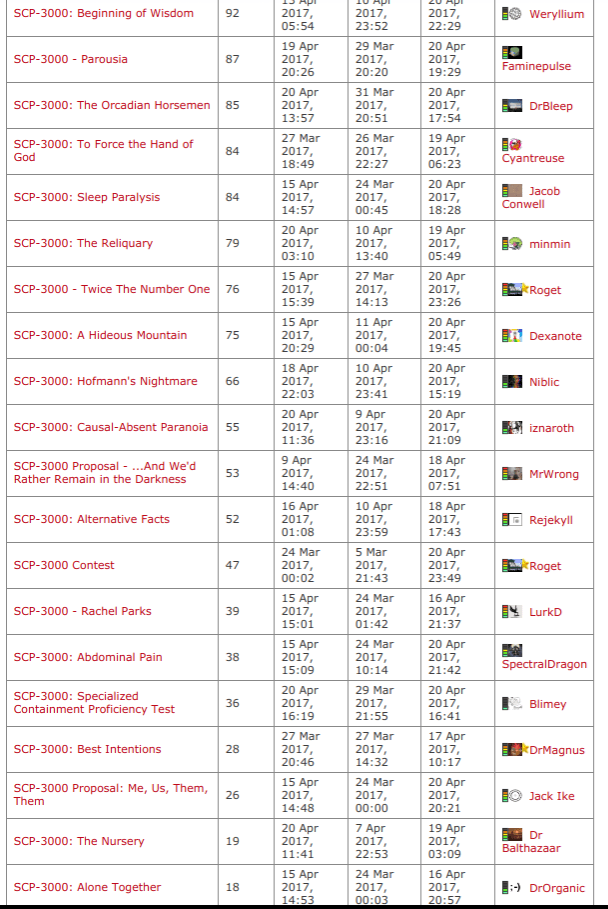 SCP-3000: Beginning of Wisdom
92
Apr
2017,
05:54
Apr
2017,
23:52
Apr
2017,
22:29
Weryllium
SCP-3000 - Parousia
87
19 Apr
2017,
20:26
29 Mar
2017,
20:20
20 Apr
2017,
19:29
Faminepulse
SCP-3000: The Orcadian Horsemen
85
20 Apr
2017,
13:57
31 Mar
2017,
20:51
20 Apr
2017,
17:54
DrBleep
SCP-3000: To Force the Hand of
God
84
27 Mar
2017,
18:49
26 Mar
2017,
22:27
19 Apr
2017,
06:23
Cyantreuse
SCP-3000: Sleep Paralysis
84
15 Apr
2017,
14:57
24 Mar
2017,
00:45
20 Apr
2017,
18:28
Jacob
Conwell
SCP-3000: The Reliquary
79
20 Apr
2017,
03:10
10 Apr
2017,
13:40
19 Apr
2017,
05:49
minmin
SCP-3000 - Twice The Number One
76
15 Apr
2017,
15:39
27 Mar
2017,
14:13
20 Apr
2017,
23:26
Roget
SCP-3000: A Hideous Mountain
75
15 Apr
2017,
20:29
11 Apr
2017,
00:04
20 Apr
2017,
19:45
Dexanote
SCP-3000: Hofmann's Nightmare
66
18 Apr
2017,
22:03
10 Apr
2017,
23:41
20 Apr
2017,
15:19
Niblic
SCP-3000: Causal-Absent Paranoia
55
20 Apr
2017,
11:36
9 Apr
2017,
23:16
20 Apr
2017,
21:09
iznaroth
SCP-3000 Proposal - ...And We'd
Rather Remain in the Darkness
53
9 Apr
2017,
14:40
24 Mar
2017,
22:51
18 Apr
2017,
07:51
MrWrong
SCP-3000: Alternative Facts
52
16 Apr
2017,
01:08
10 Apr
2017,
23:59
18 Apr
2017,
17:43
Rejekyll
SCP-3000 Contest
47
24 Mar
2017,
00:02
5 Mar
2017,
21:43
20 Apr
2017,
23:49
Roget
SCP-3000 - Rachel Parks
39
15 Apr
2017,
15:01
24 Mar
2017,
01:42
16 Apr
2017,
21:37
LurkD
SCP-3000: Abdominal Pain
38
15 Apr
2017,
15:09
24 Mar
2017,
10:14
20 Apr
2017,
21:42
SpectralDragon
SCP-3000: Specialized
Containment Proficiency Test
36
20 Apr
2017,
16:19
29 Mar
2017,
21:55
20 Apr
2017,
16:41
Blimey
SCP-3000: Best Intentions
28
27 Mar
2017,
20:46
27 Mar
2017,
14:32
17 Apr
2017,
10:17
DrMagnus
SCP-3000 Proposal: Me, Us, Them,
Them
26
15 Apr
2017,
14:48
24 Mar
2017,
00:00
20 Apr
2017,
20:21
Jack Ike
SCP-3000: The Nursery
19
20 Apr
2017,
11:41
7 Apr
2017,
22:53
19 Apr
2017,
03:09
Dr
Balthazaar
SCP-3000: Alone Together
18
15 Apr
2017,
14:53
24 Mar
2017,
00:03
16 Apr
2017,
20:57
:-) DrOrganic